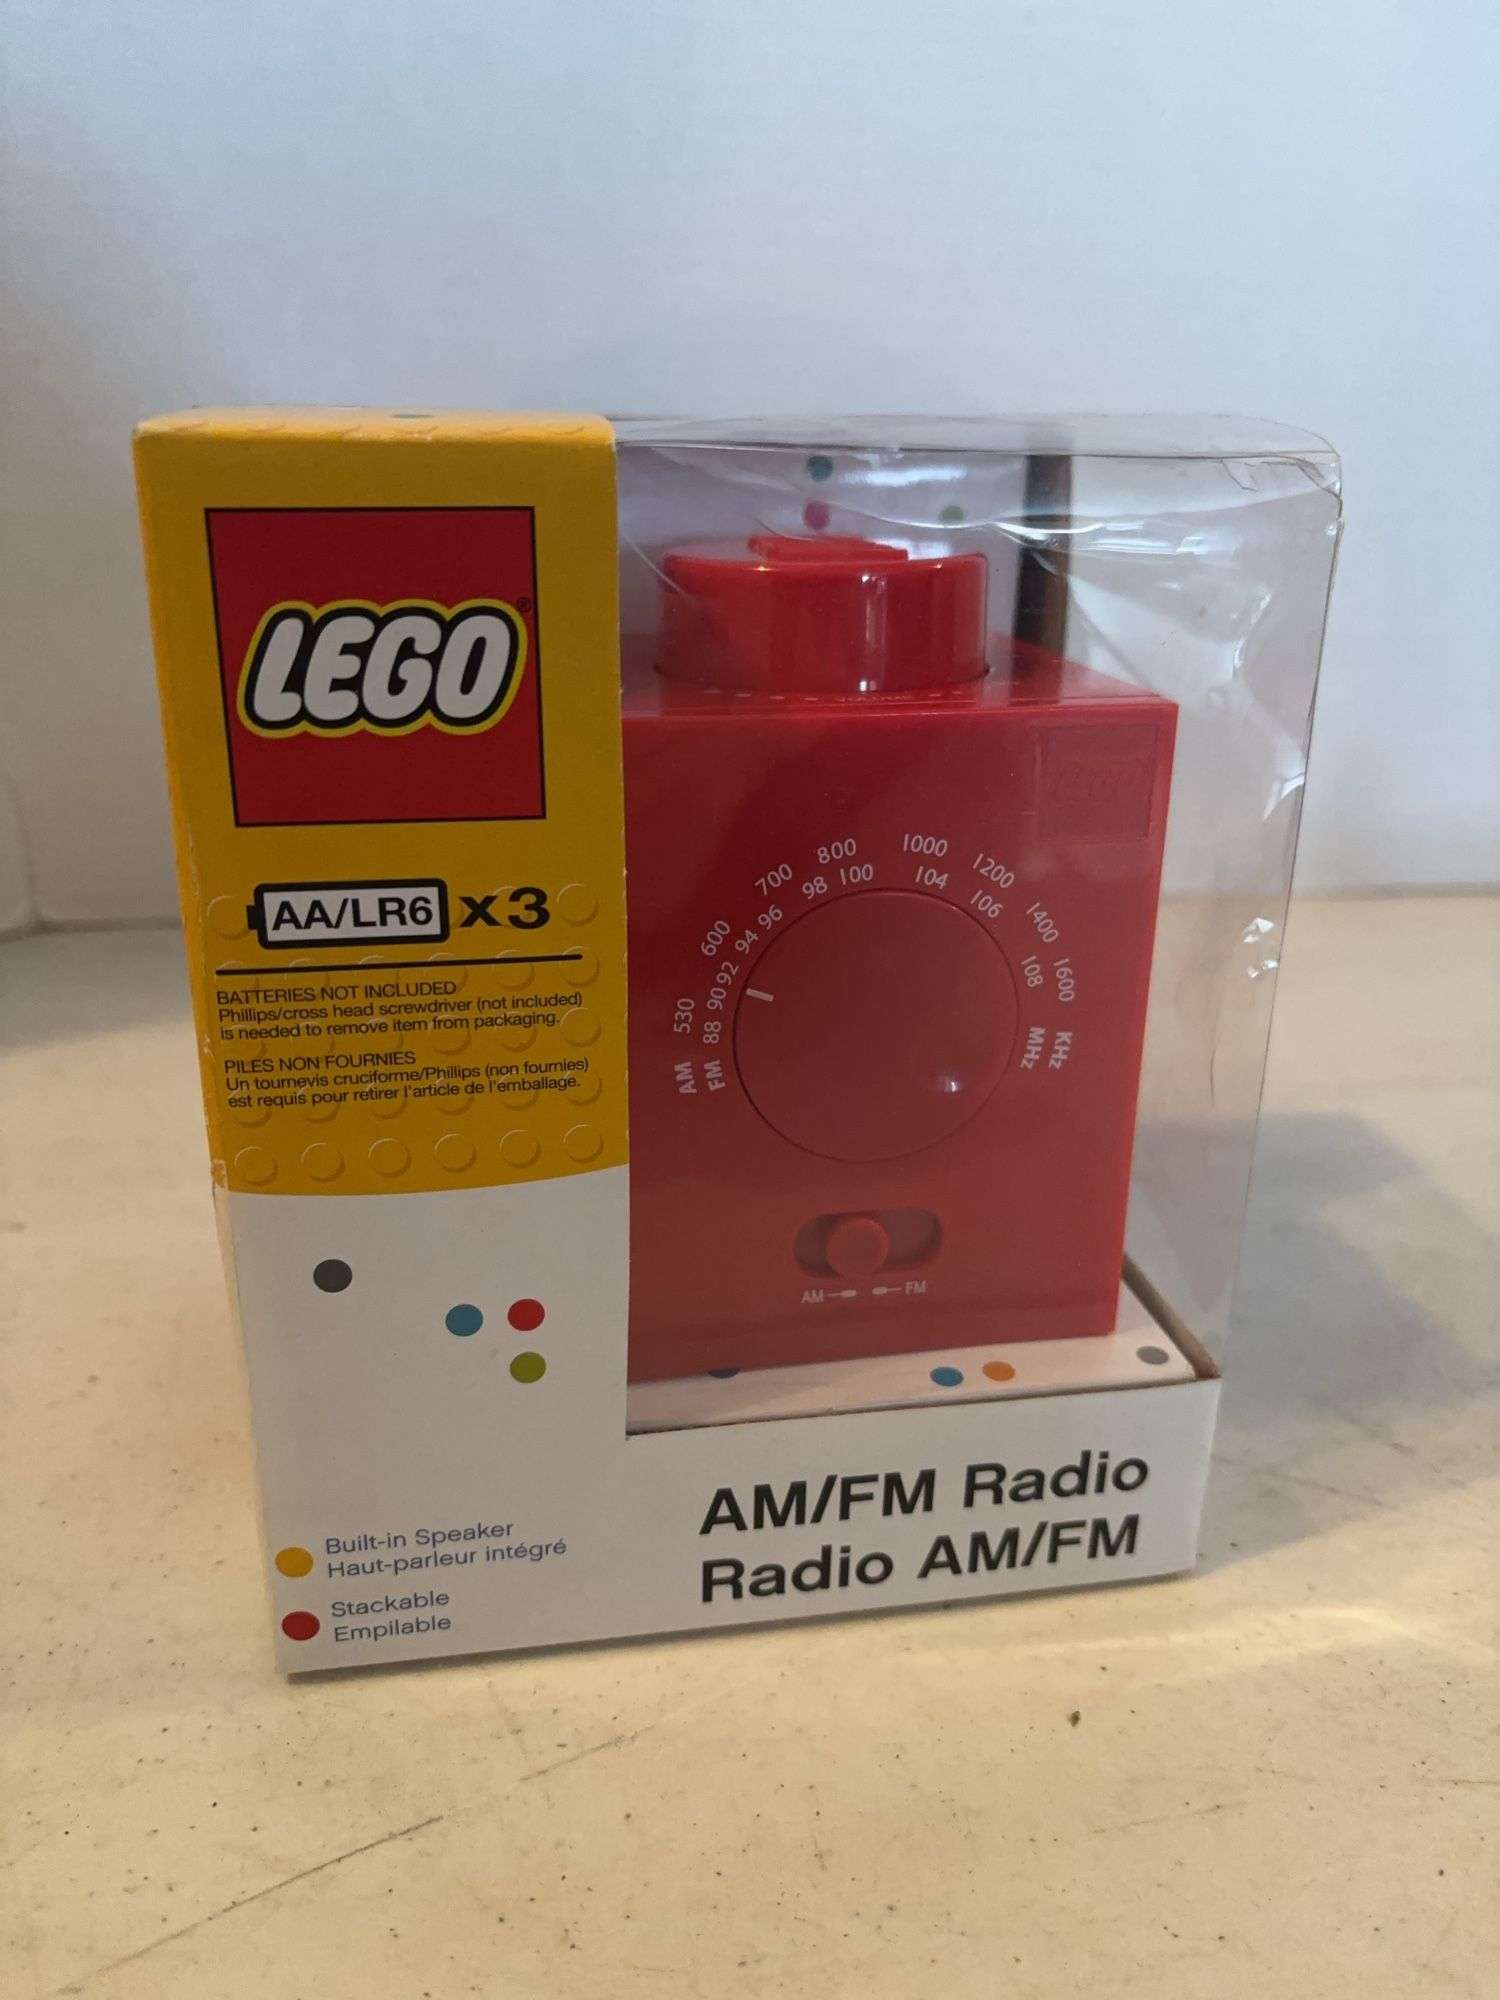 LEGO®
AA/LR6 x3
BATTERIES NOT INCLUDED
Phillips/cross head screwdriver (not included)
is needed to remove item from packaging.
PILES NON FOURNIES
Un tournevis cruciforme/Phillips (non fournies)
est requis pour retirer l'article de l'emballage.
LEGO
AM 530 600 700 800 1000 1200 1400 1600 KHz
FM 88 90 92 94 96 98 100 104 106 108 MHz
AM FM
Built-in Speaker
Haut-parleur intégré
Stackable
Empilable
AM/FM Radio
Radio AM/FM